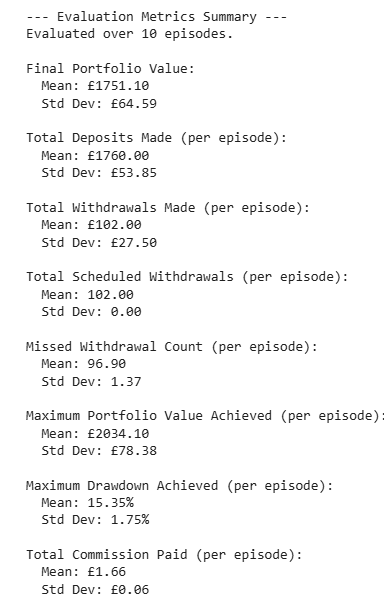 --- Evaluation Metrics Summary ---
Evaluated over 10 episodes.
Final Portfolio Value:
Mean: £1751.10
Std Dev: £64.59
Total Deposits Made (per episode):
Mean: £1760.00
Std Dev: £53.85
Total Withdrawals Made (per episode):
Mean: £102.00
Std Dev: £27.50
Total Scheduled Withdrawals (per episode):
Mean: 102.00
Std Dev: 0.00
Missed Withdrawal Count (per episode):
Mean: 96.90
Std Dev: 1.37
Maximum Portfolio Value Achieved (per episode):
Mean: £2034.10
Std Dev: £78.38
Maximum Drawdown Achieved (per episode):
Mean: 15.35%
Std Dev: 1.75%
Total Commission Paid (per episode):
Mean: £1.66
Std Dev: £0.06